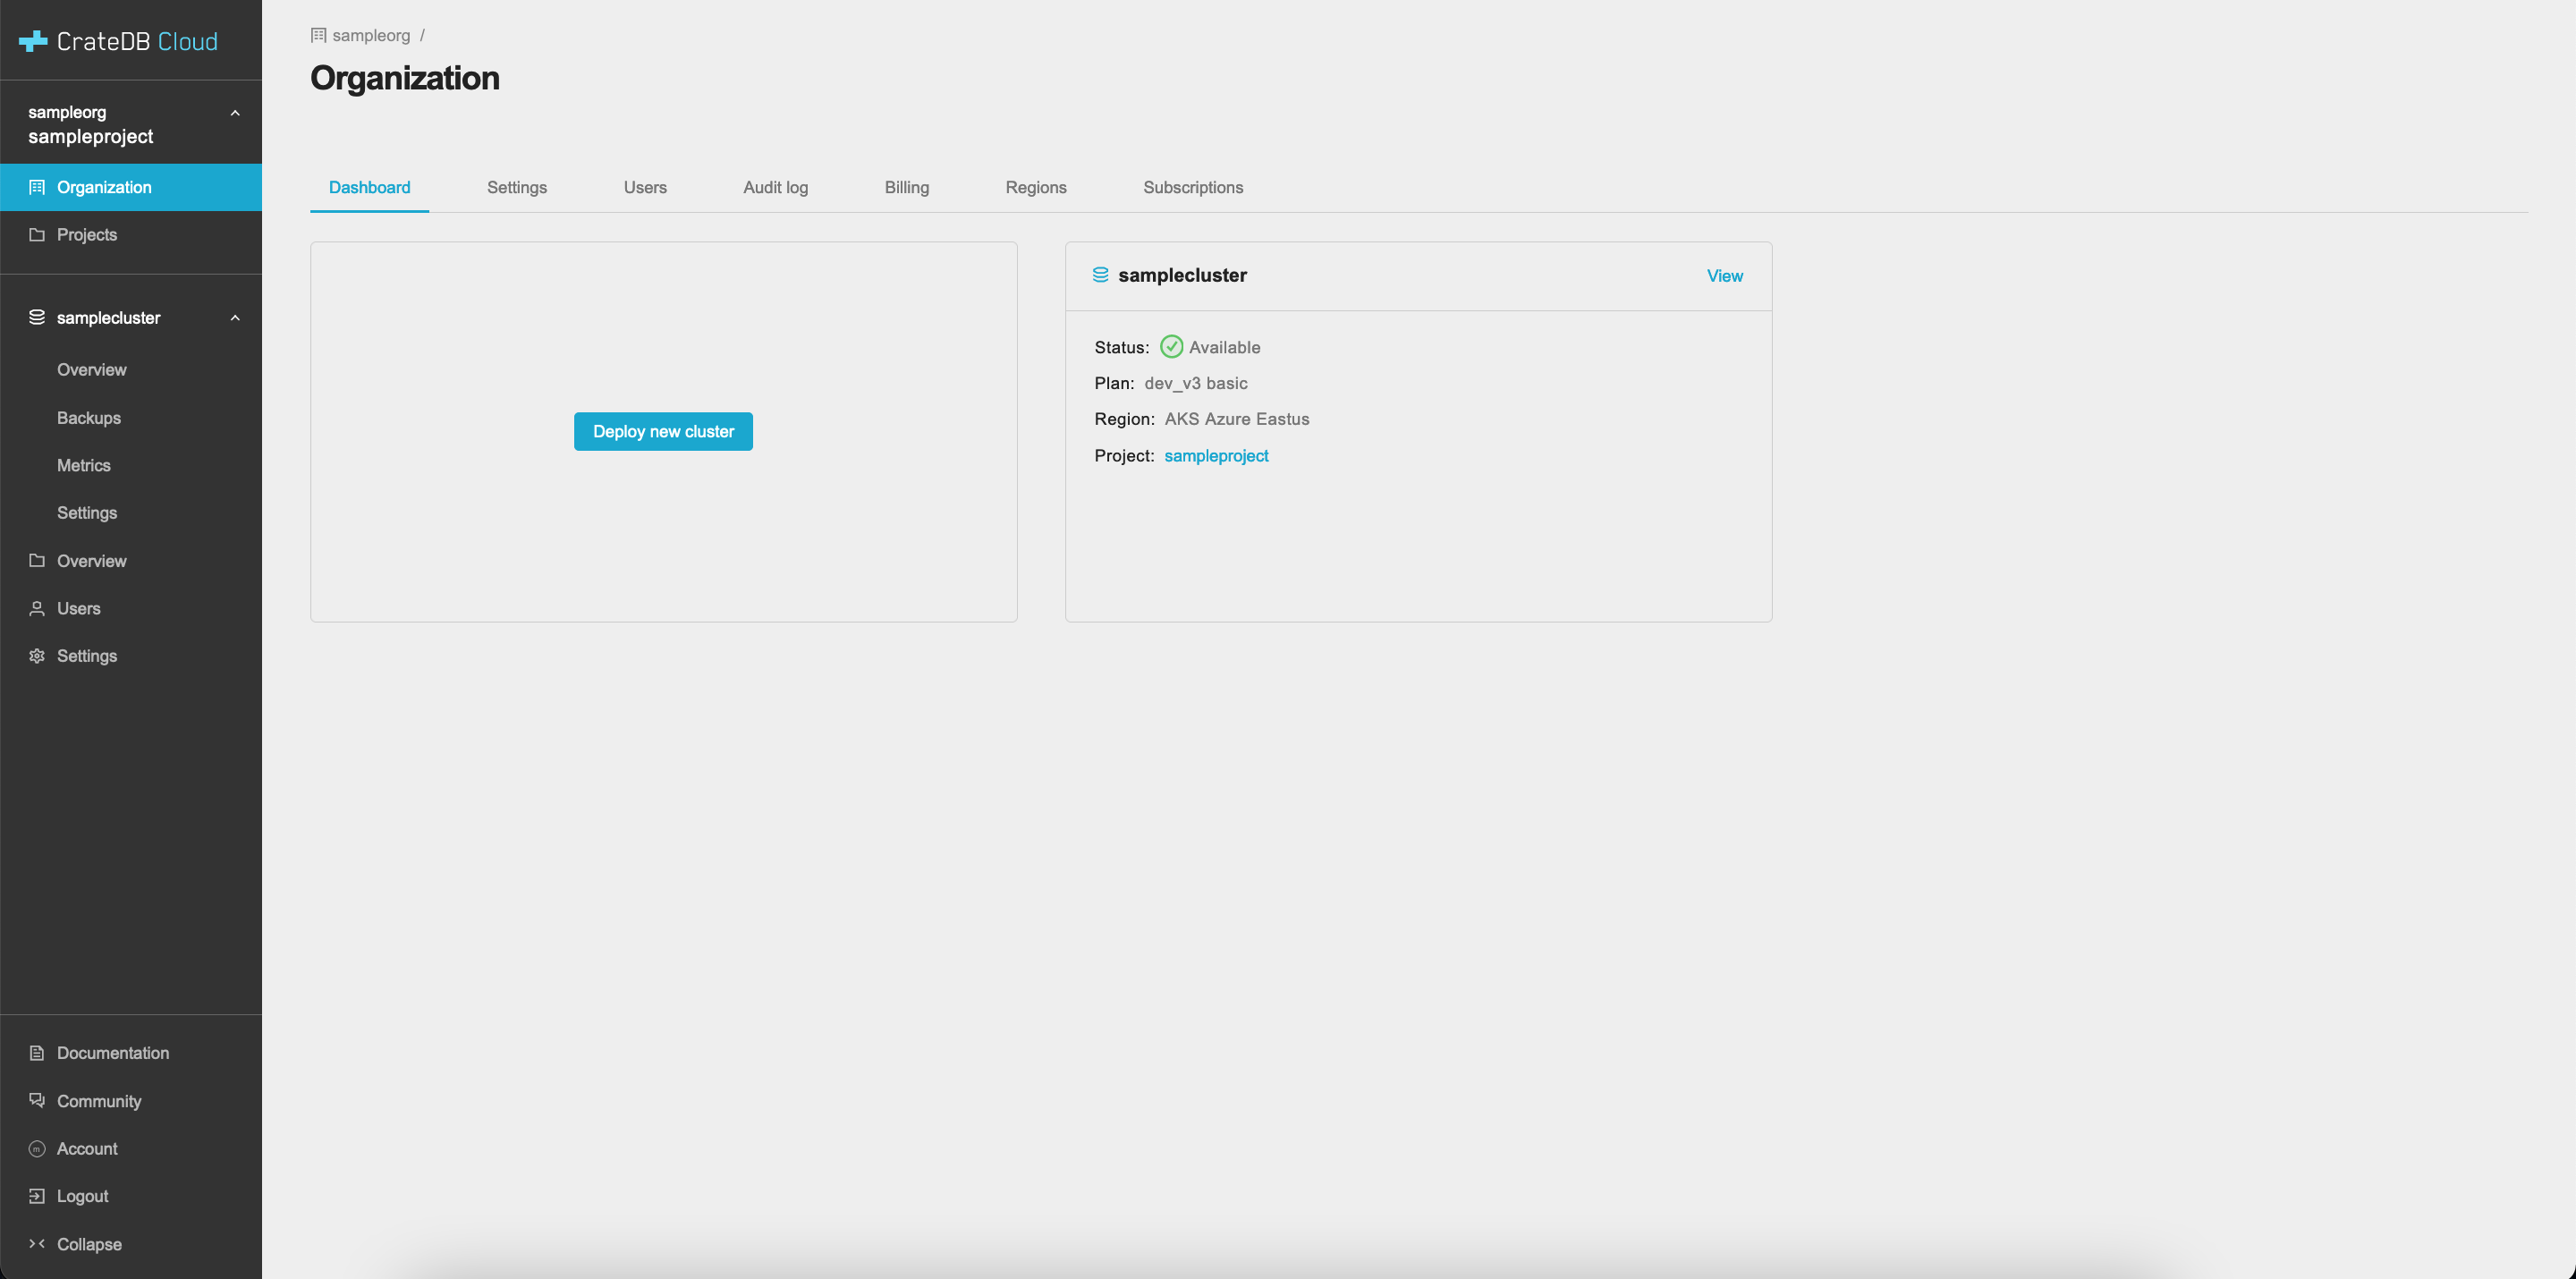 CrateDB Cloud
sampleorg
sampleproject
Organization
Projects
samplecluster
Overview
Backups
Metrics
Settings
Overview
Users
Settings
Documentation
Community
m Account
Logout
Collapse
sampleorg /
Organization
Dashboard Settings Users Audit log Billing Regions Subscriptions
Deploy new cluster
samplecluster View
Status: Available
Plan: dev_v3 basic
Region: AKS Azure Eastus
Project: sampleproject